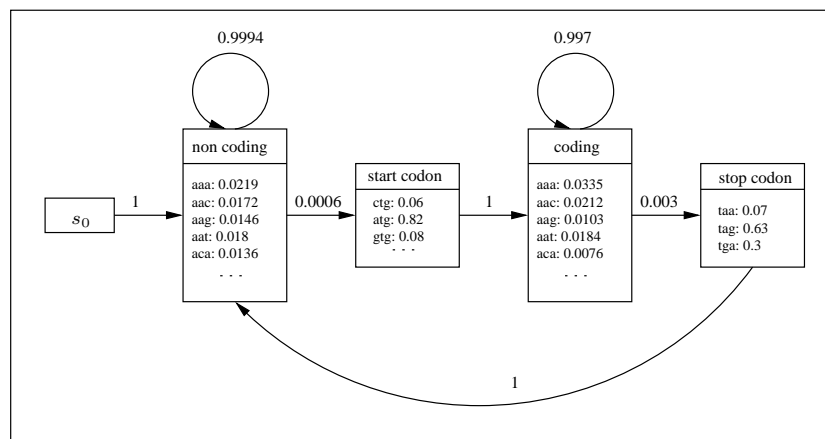 0.9994
0.997
non coding
aaa: 0.0219
aac: 0.0172
aag: 0.0146
aat: 0.018
aca: 0.0136
. . .
start codon
ctg: 0.06
atg: 0.82
gtg: 0.08
. . .
coding
aaa: 0.0335
aac: 0.0212
aag: 0.0103
aat: 0.0184
aca: 0.0076
. . .
stop codon
taa: 0.07
tag: 0.63
tga: 0.3
s0
1
0.0006
1
0.003
1